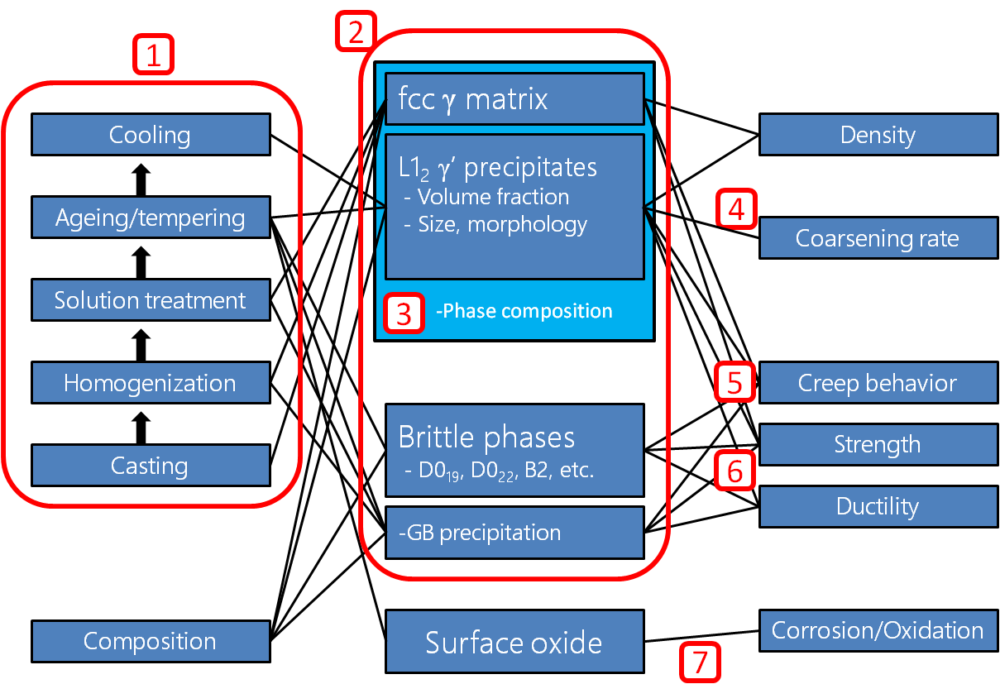 1
Cooling
Ageing/tempering
Solution treatment
Homogenization
Casting
Composition
2
fcc γ matrix
L1₂ γ’ precipitates
- Volume fraction
- Size, morphology
3
-Phase composition
Brittle phases
- D0₁₉, D0₂₂, B2, etc.
-GB precipitation
Surface oxide
Density
4
Coarsening rate
5
Creep behavior
Strength
6
Ductility
Corrosion/Oxidation
7